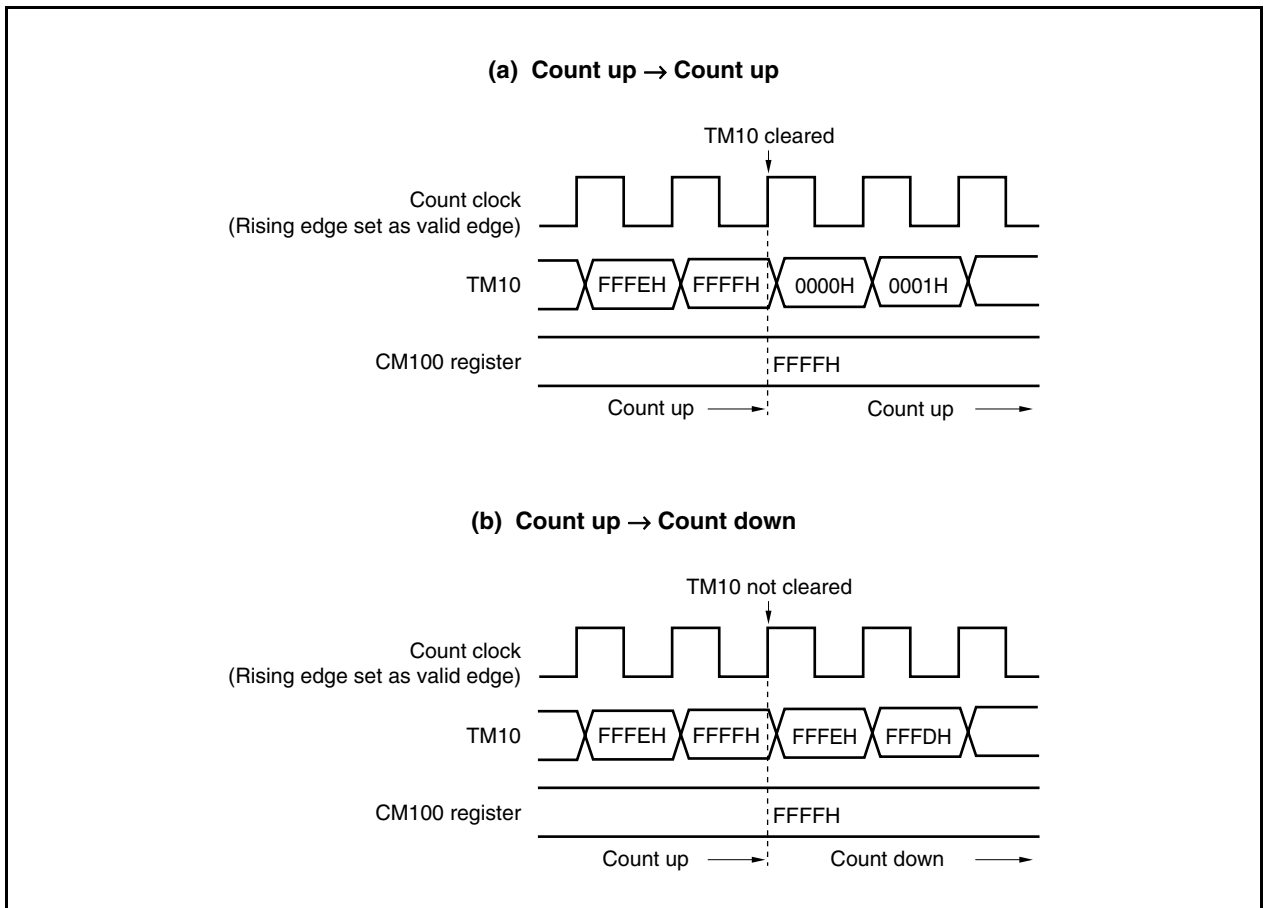 (a) Count up → Count up
TM10 cleared
Count clock
(Rising edge set as valid edge)
TM10
FFFEH FFFFH 0000H 0001H
CM100 register
FFFFH
Count up → Count up →
(b) Count up → Count down
TM10 not cleared
Count clock
(Rising edge set as valid edge)
TM10
FFFEH FFFFH FFFEH FFFDH
CM100 register
FFFFH
Count up → Count down →